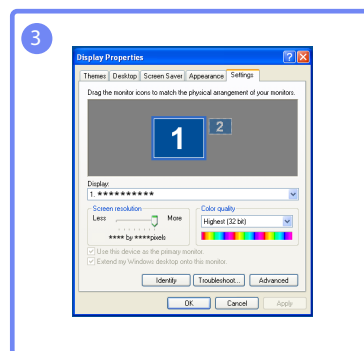 3
Display Properties
Themes Desktop Screen Saver Appearance Settings
Drag the monitor icons to match the physical arrangement of your monitors.
1 2
Display:
1. **********
Screen resolution Color quality
Less More Highest (32 bit)
**** by ****pixels
Use this device as the primary monitor.
Extend my Windows desktop onto this monitor.
Identity Troubleshoot... Advanced
OK Cancel Apply